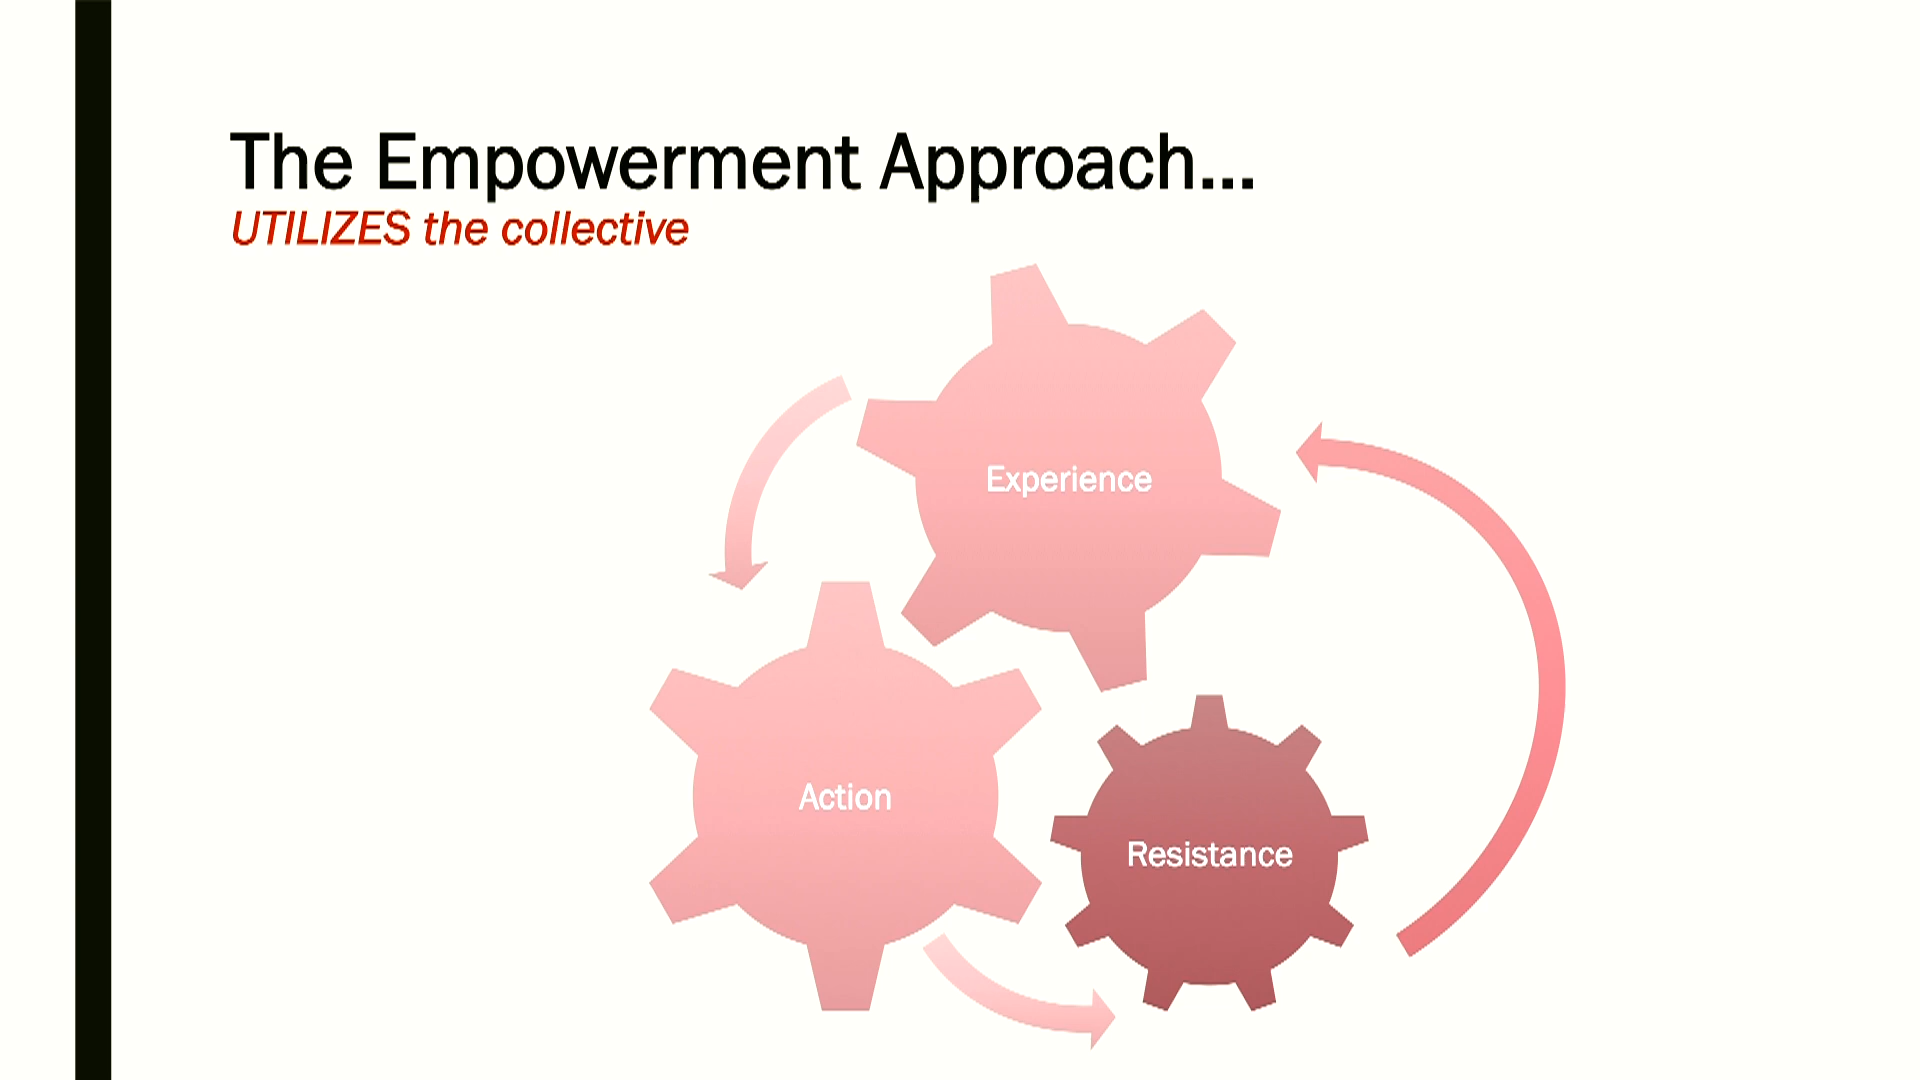 The Empowerment Approach...
UTILIZES the collective
Experience
Action
Resistance